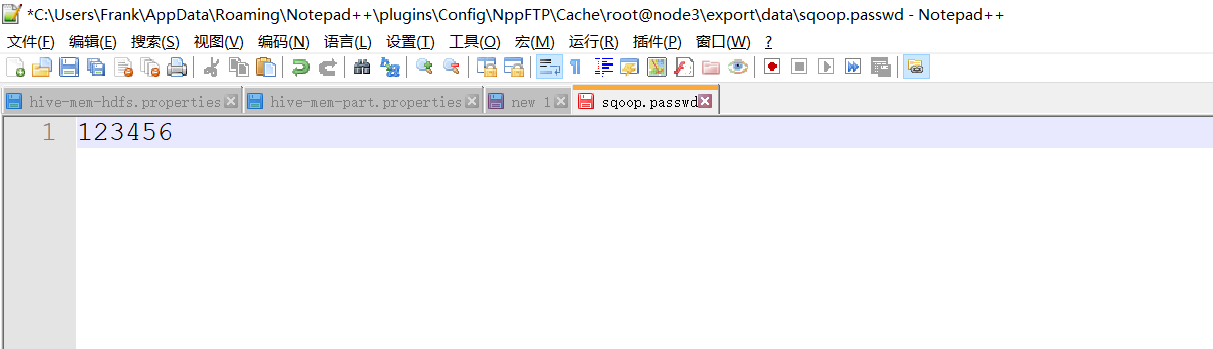 *C:\Users\Frank\AppData\Roaming\Notepad++\plugins\Config\NppFTP\Cache\root@node3\export\data\sqoop.passwd - Notepad++
文件(F) 编辑(E) 搜索(S) 视图(V) 编码(N) 语言(L) 设置(T) 工具(O) 宏(M) 运行(R) 插件(P) 窗口(W) ?
hive-mem-hdfs.properties hive-mem-part.properties new 1 sqoop.passwd
1 123456